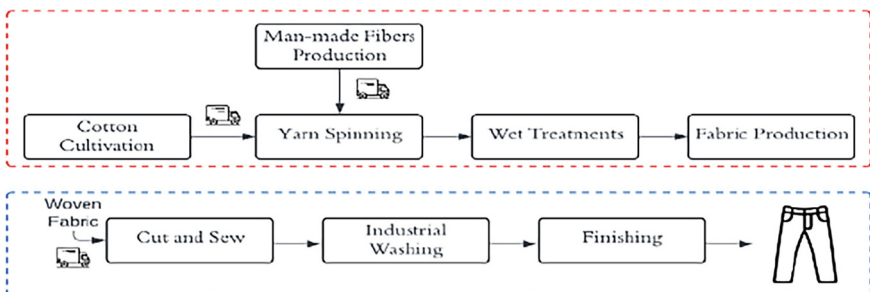 Man-made Fibers
Production
Cotton
Cultivation
Yarn Spinning
Wet Treatments
Fabric Production
Woven
Fabric
Cut and Sew
Industrial
Washing
Finishing